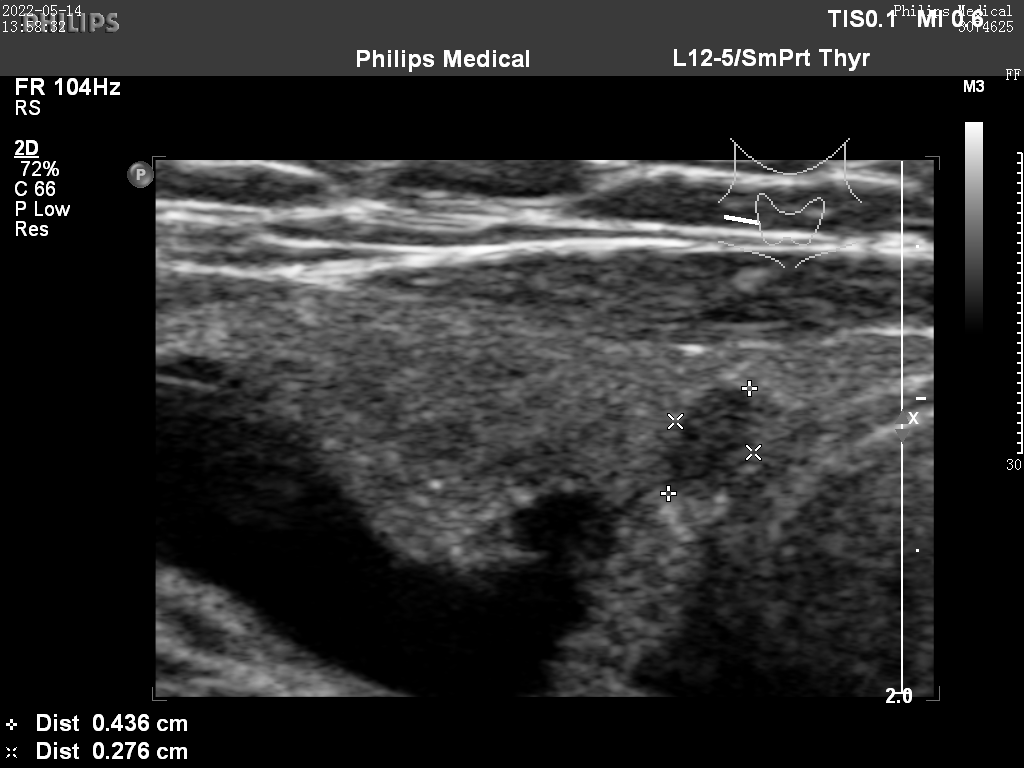 2022-05-14
PHILIPS
13:58:32
TIS0.1 MI 0.6
Philips Medical
Philips Medical
L12-5/SmPrt Thyr
FF
FR 104Hz
RS
M3
2D
72%
C 66
P Low
Res
P
X
30
2.0
Dist 0.436 cm
Dist 0.276 cm